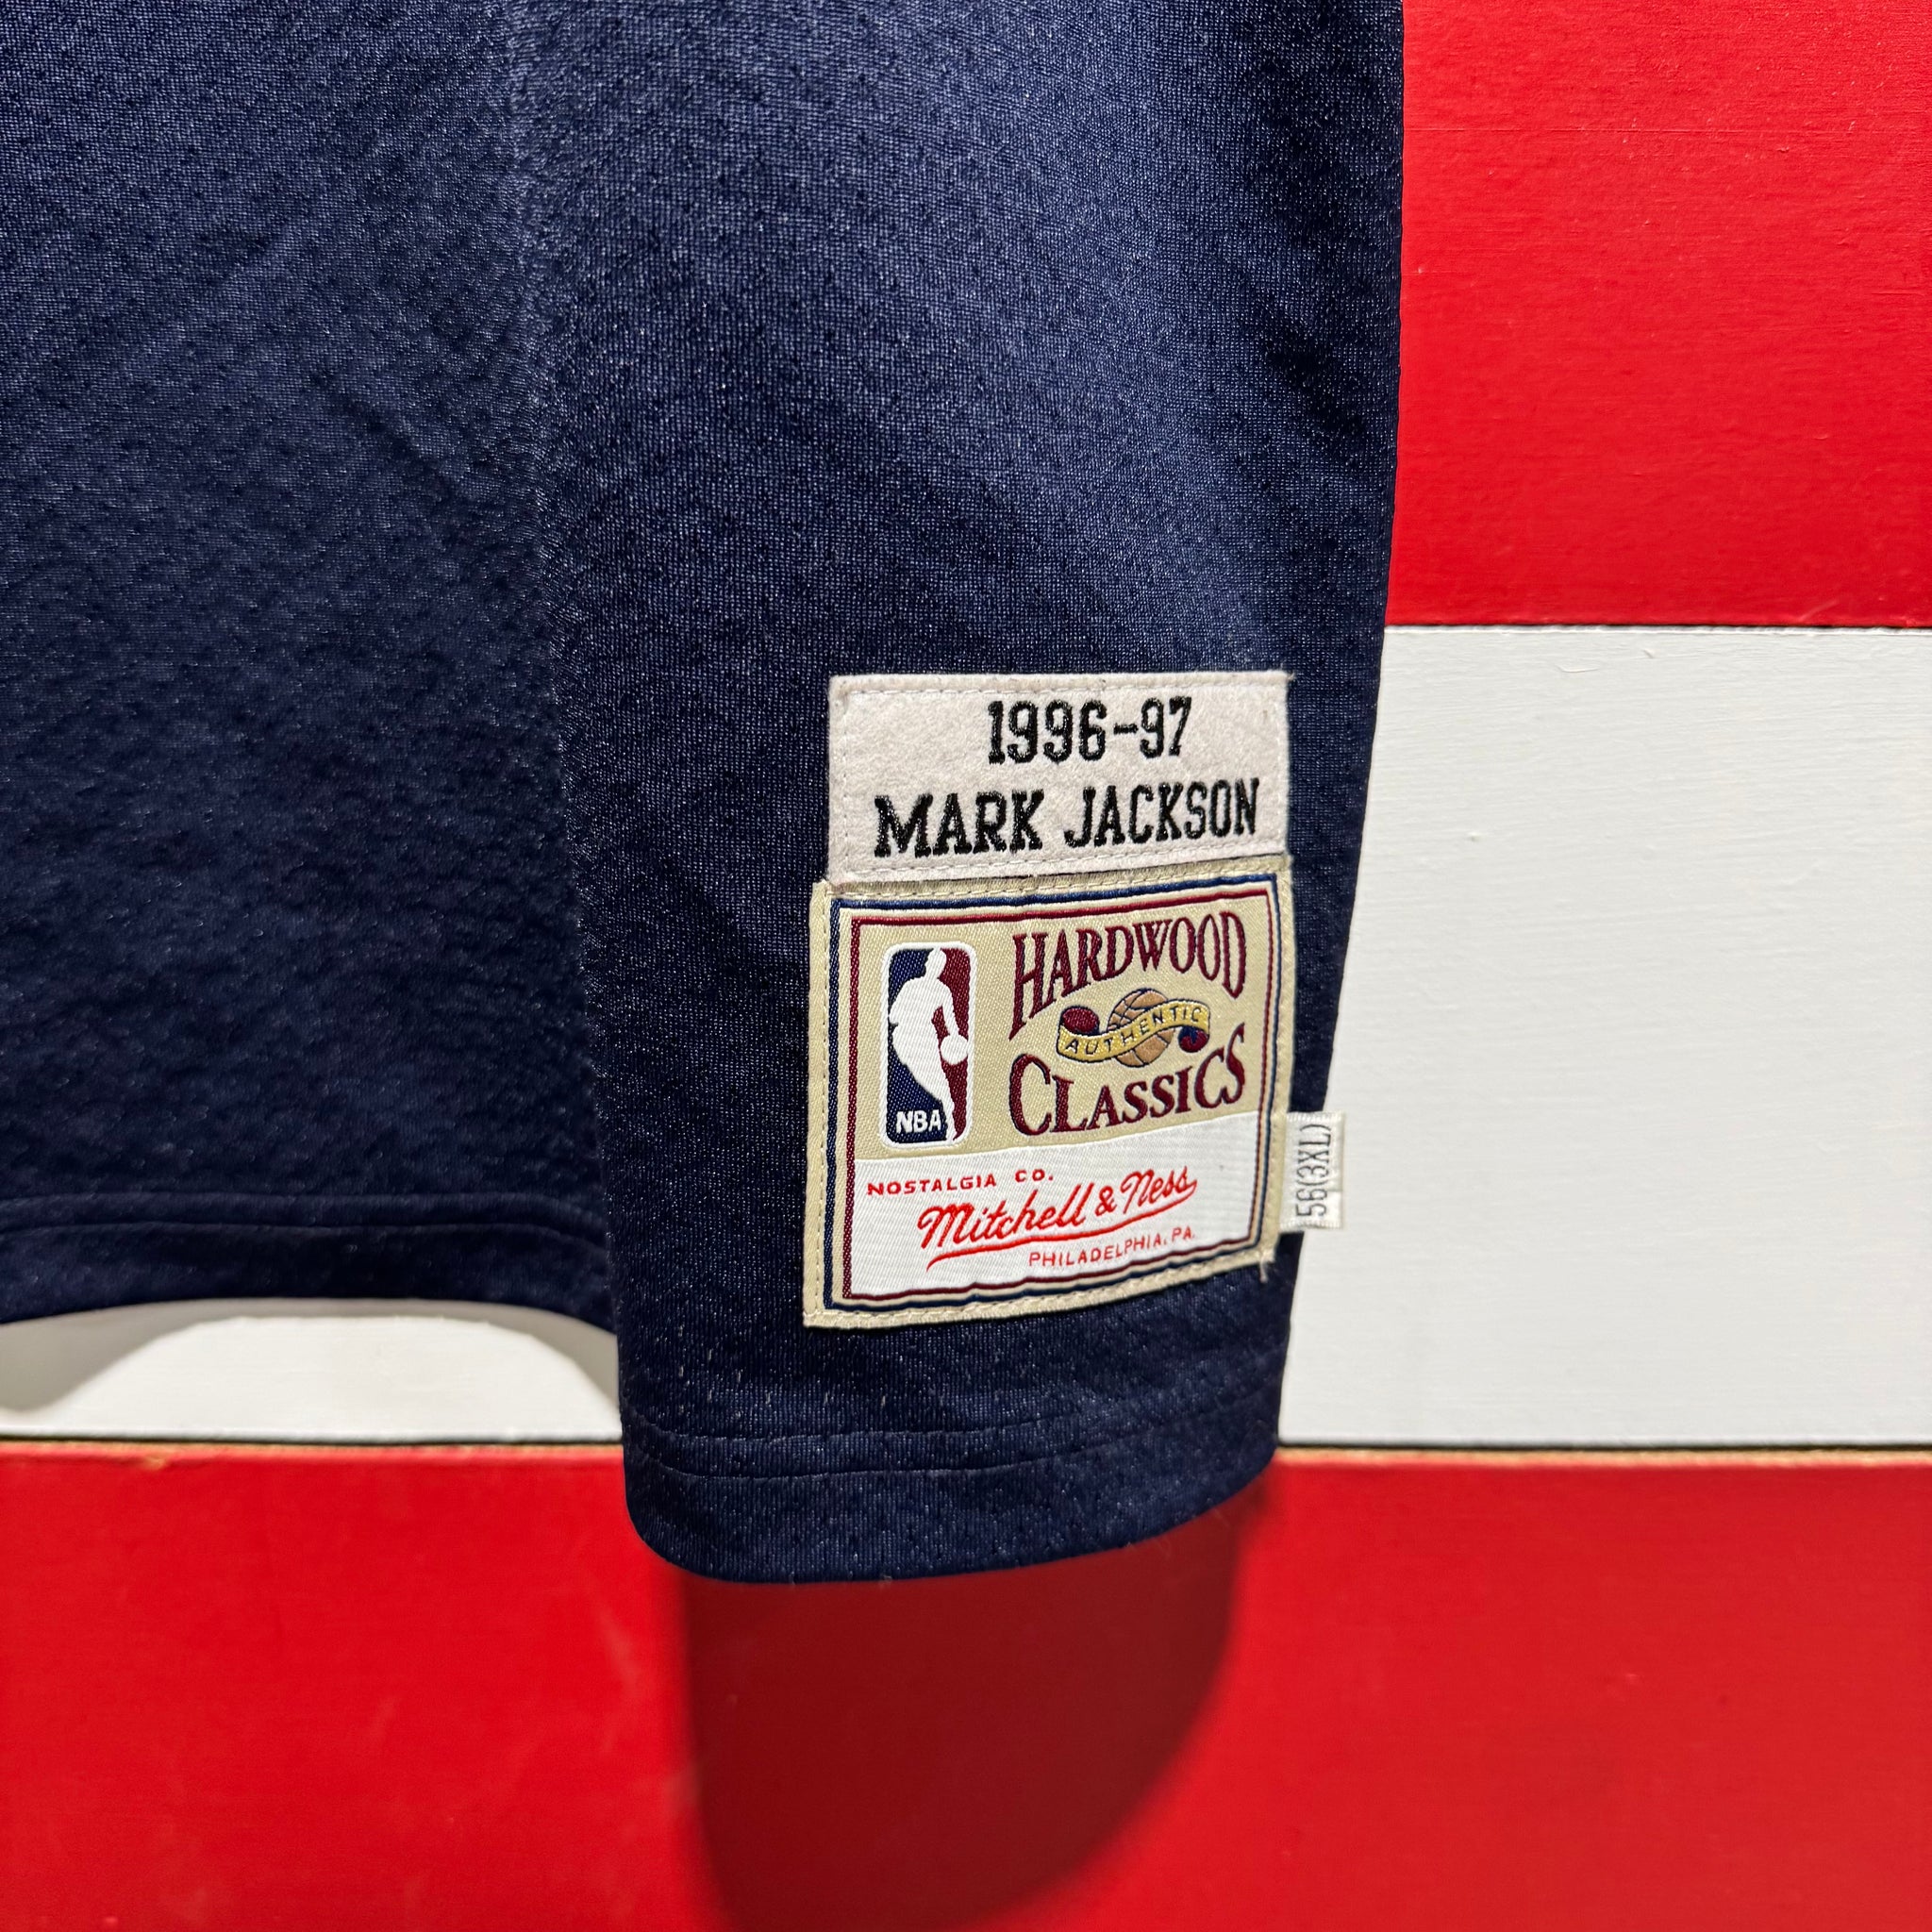 1996-97
MARK JACKSON
HARDWOOD
AUTHENTIC
CLASSICS
NBA
NOSTALGIA CO.
Mitchell & Ness
PHILADELPHIA, PA.
56(3XL)